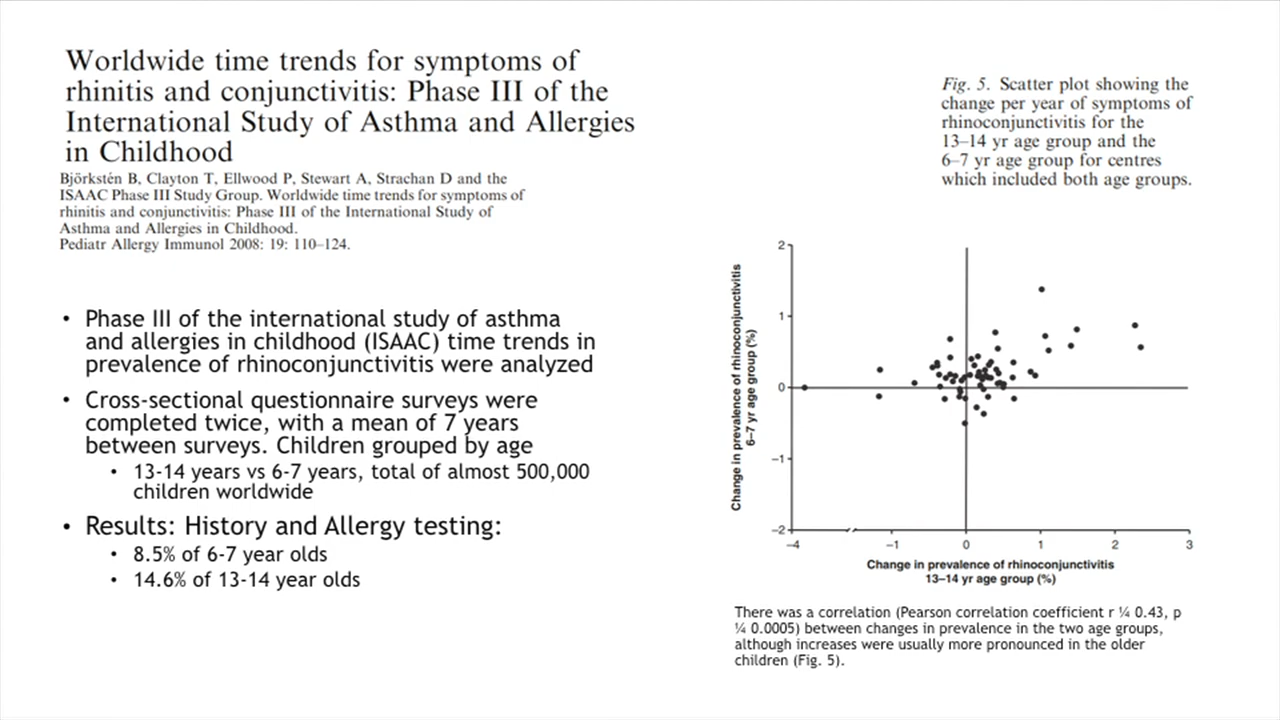 Worldwide time trends for symptoms of
rhinitis and conjunctivitis: Phase III of the
International Study of Asthma and Allergies
in Childhood
Björkstén B, Clayton T, Ellwood P, Stewart A, Strachan D and the
ISAAC Phase III Study Group. Worldwide time trends for symptoms of
rhinitis and conjunctivitis: Phase III of the International Study of
Asthma and Allergies in Childhood.
Pediatr Allergy Immunol 2008: 19: 110–124.
• Phase III of the international study of asthma
and allergies in childhood (ISAAC) time trends in
prevalence of rhinoconjunctivitis were analyzed
• Cross-sectional questionnaire surveys were
completed twice, with a mean of 7 years
between surveys. Children grouped by age
• 13-14 years vs 6-7 years, total of almost 500,000
children worldwide
• Results: History and Allergy testing:
• 8.5% of 6-7 year olds
• 14.6% of 13-14 year olds
Fig. 5. Scatter plot showing the
change per year of symptoms of
rhinoconjunctivitis for the
13–14 yr age group and the
6–7 yr age group for centres
which included both age groups.
Change in prevalence of rhinoconjunctivitis
6–7 yr age group (%)
2
1
0
–1
–2
–4 –1 0 1 2 3
Change in prevalence of rhinoconjunctivitis
13–14 yr age group (%)
There was a correlation (Pearson correlation coefficient r ¼ 0.43, p
¼ 0.0005) between changes in prevalence in the two age groups,
although increases were usually more pronounced in the older
children (Fig. 5).